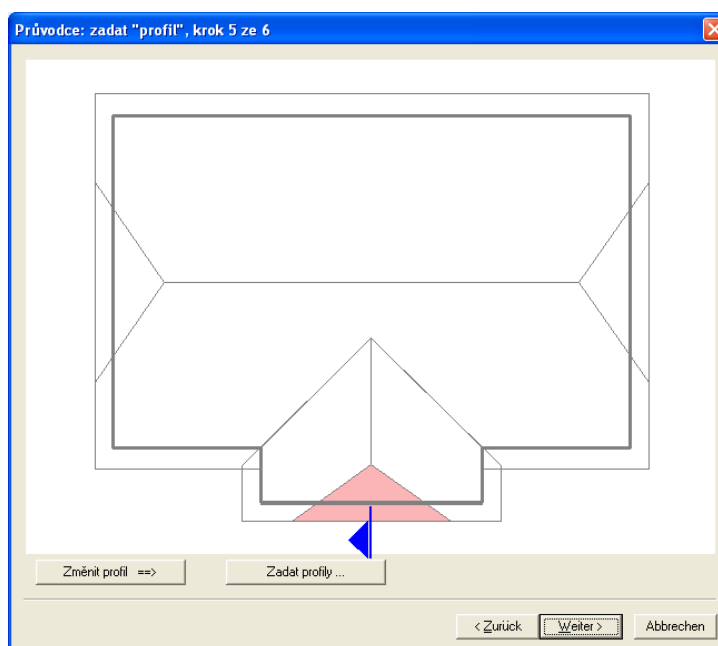 Průvodce: zadat "profil", krok 5 ze 6
Změnit profil ==>
Zadat profily ...
< Zurück
Weiter >
Abbrechen